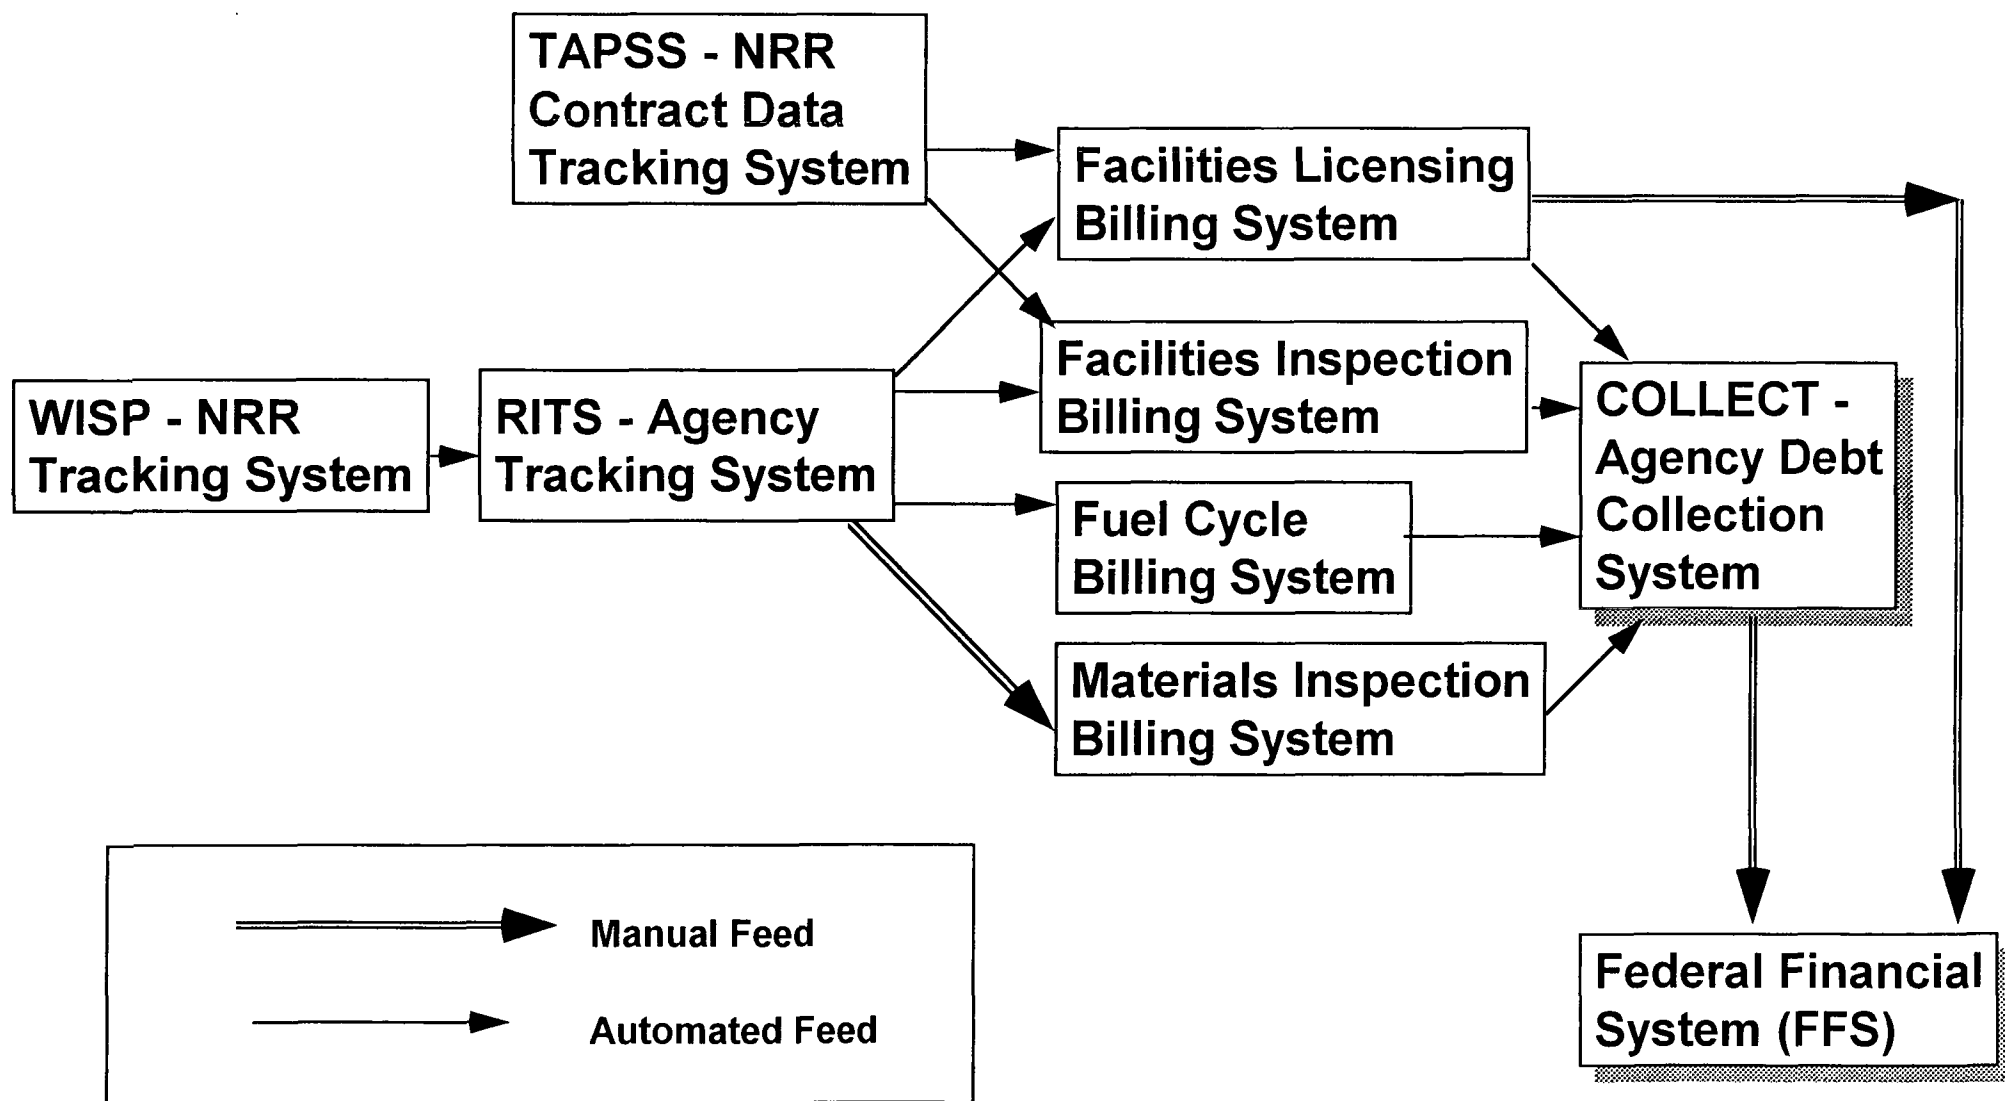 TAPSS - NRR
Contract Data
Tracking System
Facilities Licensing
Billing System
Facilities Inspection
Billing System
WISP - NRR
Tracking System
RITS - Agency
Tracking System
COLLECT -
Agency Debt
Collection
System
Fuel Cycle
Billing System
Materials Inspection
Billing System
Manual Feed
Automated Feed
Federal Financial
System (FFS)